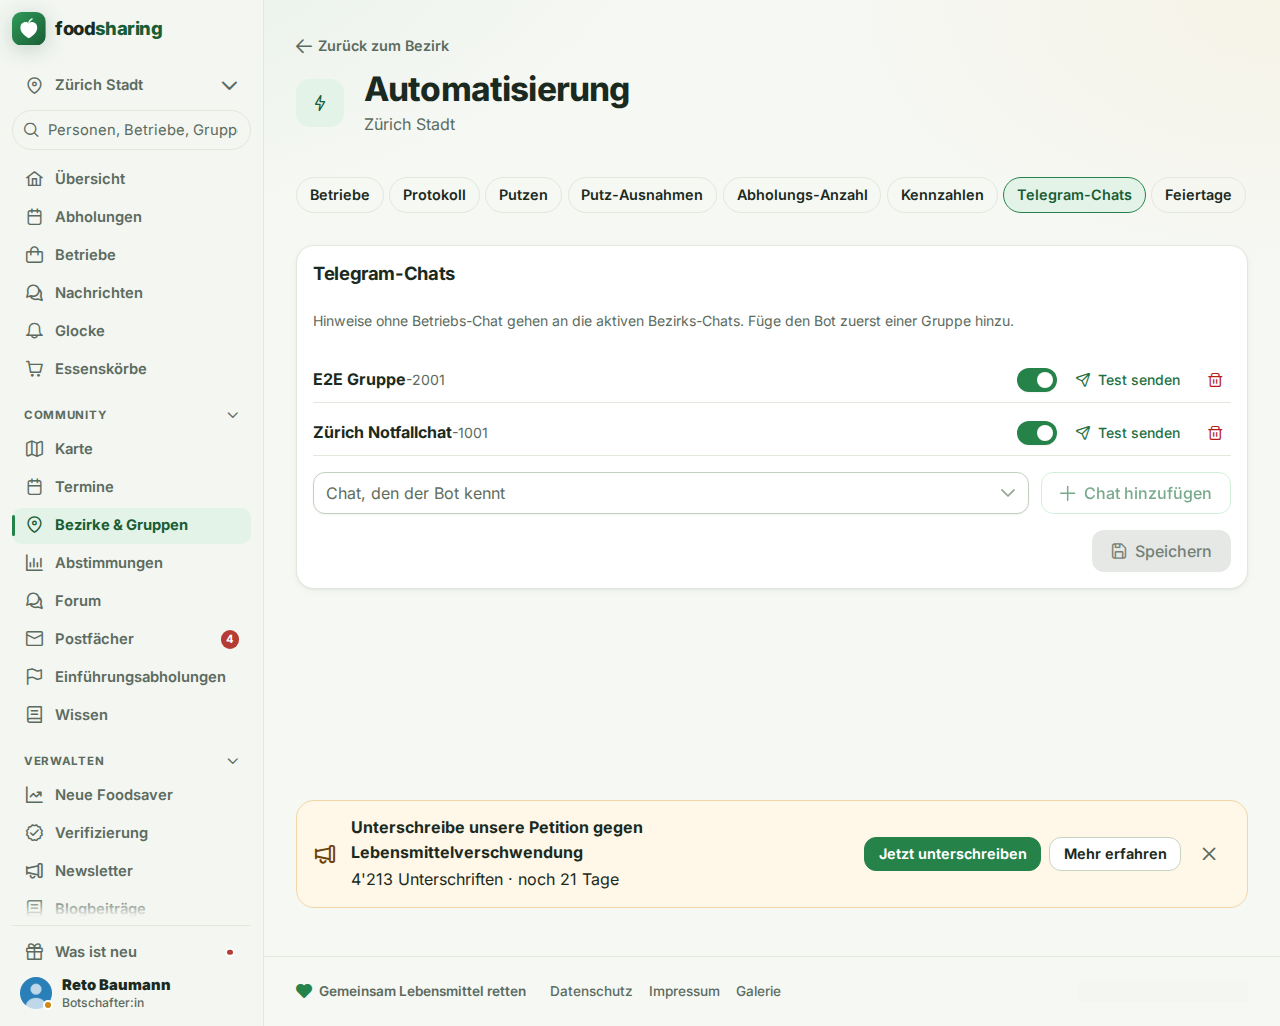 foodsharing
Zürich Stadt
Personen, Betriebe, Grupp
Übersicht
Abholungen
Betriebe
Nachrichten
Glocke
Essenskörbe
COMMUNITY
Karte
Termine
Bezirke & Gruppen
Abstimmungen
Forum
Postfächer 4
Einführungsabholungen
Wissen
VERWALTEN
Neue Foodsaver
Verifizierung
Newsletter
Blogbeiträge
Was ist neu
Reto Baumann
Botschafter:in
Zurück zum Bezirk
Automatisierung
Zürich Stadt
Betriebe Protokoll Putzen Putz-Ausnahmen Abholungs-Anzahl Kennzahlen Telegram-Chats Feiertage
Telegram-Chats
Hinweise ohne Betriebs-Chat gehen an die aktiven Bezirks-Chats. Füge den Bot zuerst einer Gruppe hinzu.
E2E Gruppe-2001 Test senden
Zürich Notfallchat-1001 Test senden
Chat, den der Bot kennt Chat hinzufügen
Speichern
Unterschreibe unsere Petition gegen
Lebensmittelverschwendung
4'213 Unterschriften · noch 21 Tage
Jetzt unterschreiben Mehr erfahren
Gemeinsam Lebensmittel retten Datenschutz Impressum Galerie